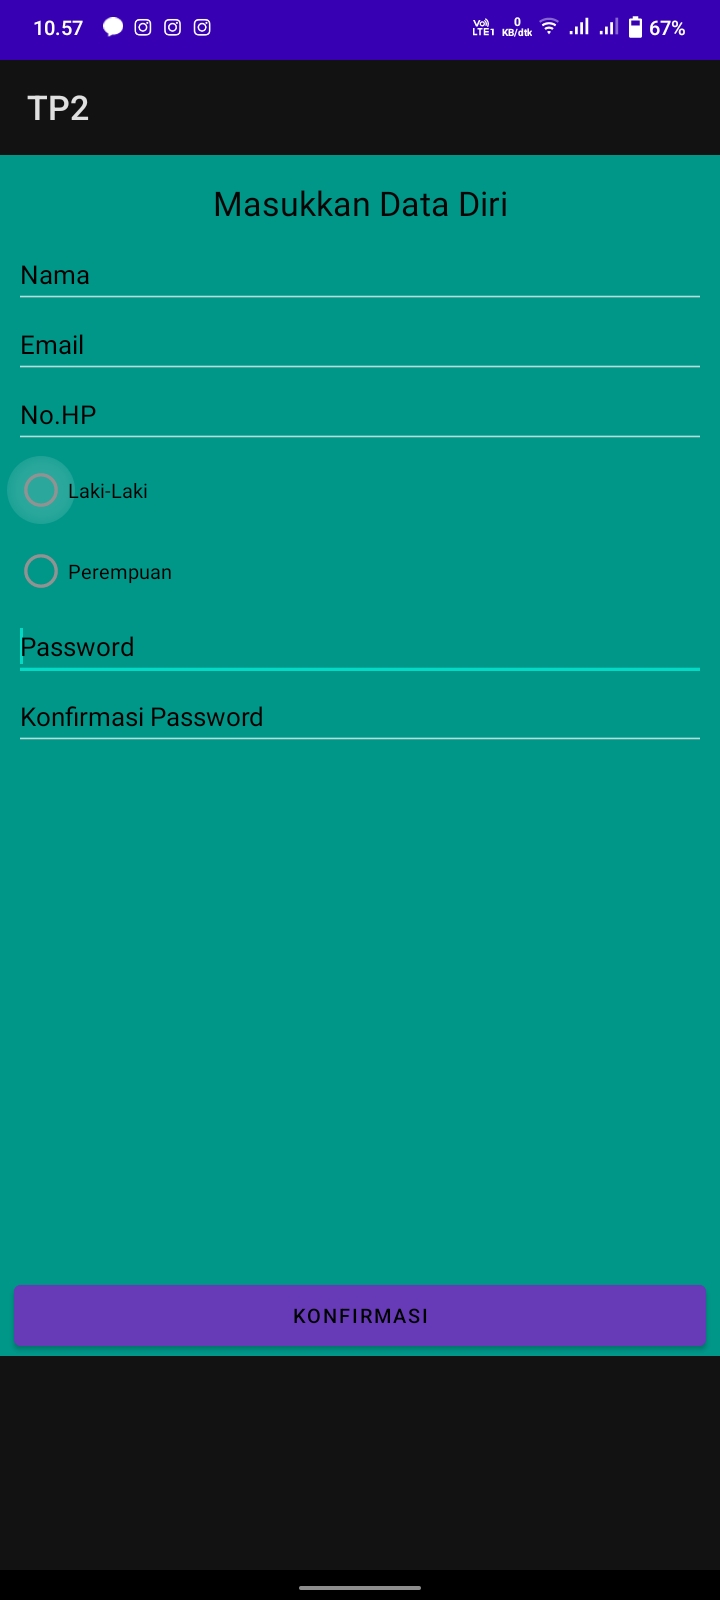 10.57 Vo) LTE1 0 KB/dtk 67%
TP2
Masukkan Data Diri
Nama
Email
No.HP
Laki-Laki
Perempuan
Password
Konfirmasi Password
KONFIRMASI